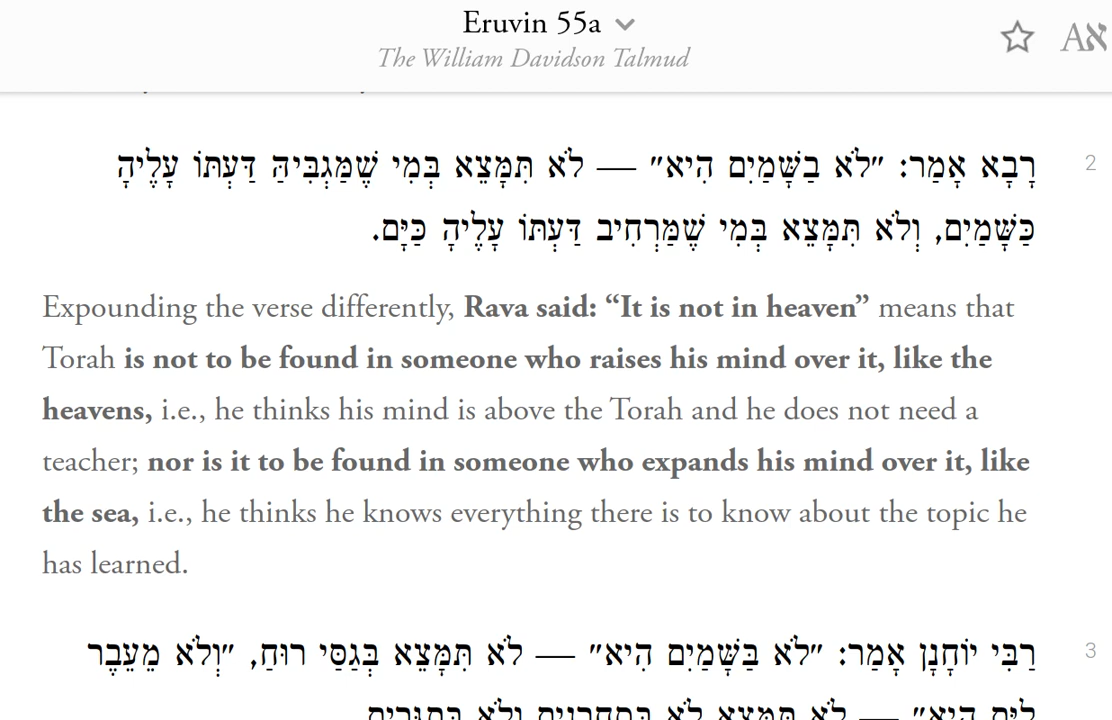 Eruvin 55a
The William Davidson Talmud
Aא
2
רָבָא אָמַר: ״לֹא בַשָּׁמַיִם הִיא״ — לֹא תִּמָּצֵא בְּמִי שֶׁמַּגְבִּיהַּ דַּעְתּוֹ עָלֶיהָ
כַּשָּׁמַיִם, וְלֹא תִּמָּצֵא בְּמִי שֶׁמַּרְחִיב דַּעְתּוֹ עָלֶיהָ כַּיָּם.
Expounding the verse differently, Rava said: “It is not in heaven” means that
Torah is not to be found in someone who raises his mind over it, like the
heavens, i.e., he thinks his mind is above the Torah and he does not need a
teacher; nor is it to be found in someone who expands his mind over it, like
the sea, i.e., he thinks he knows everything there is to know about the topic he
has learned.
3
רַבִּי יוֹחָנָן אָמַר: ״לֹא בַשָּׁמַיִם הִיא״ — לֹא תִּמָּצֵא בְּגַסֵּי רוּחַ, ״וְלֹא מֵעֵבֶר
לַיָּם הִיא״ — לֹא תִּמָּצֵא לֹא בְּסַחְרָנִים וְלֹא בְּתַגָּרִים